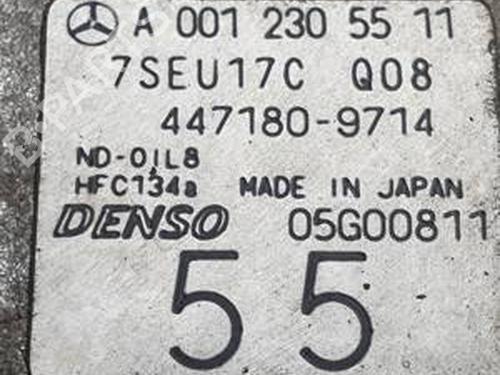 A 001 230 55 11
7SEU17C Q08
447180-9714
ND-OIL8
HFC134a MADE IN JAPAN
DENSO 05G00811
55